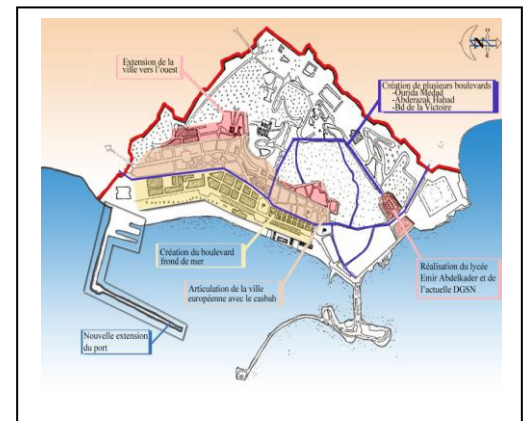 N
Extension de la
ville vers l'ouest
Création de plusieurs boulevards
-Ourida Medad
-Abderazak Hahad
-Bd de la Victoire
Création du boulevard
frond de mer
Articulation de la ville
européenne avec le casbah
Réalisation du lycée
Emir Abdelkader et de
l'actuelle DGSN
Nouvelle extension
du port